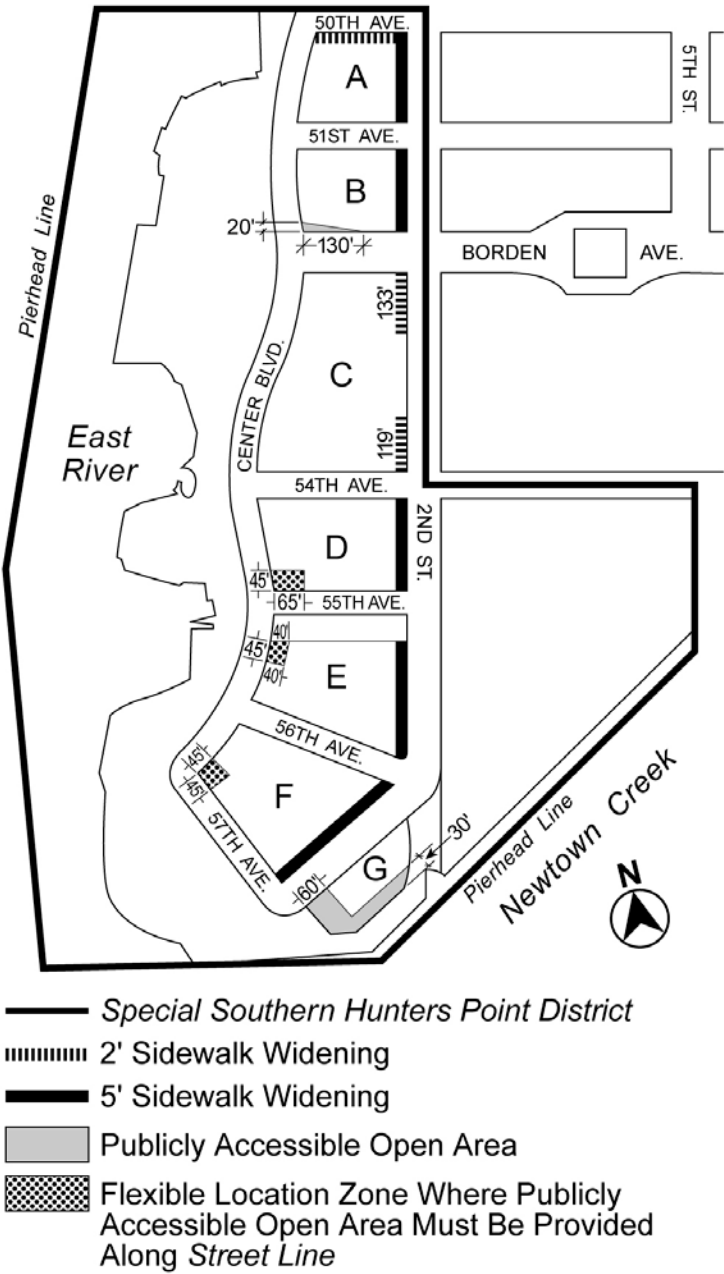 50TH AVE.
A
5TH ST.
51ST AVE.
B
20'
130'
BORDEN AVE.
Pierhead Line
133'
C
CENTER BLVD.
119'
East
River
54TH AVE.
2ND ST.
D
45'
65'
55TH AVE.
40'
45'
40'
E
56TH AVE.
45'
45'
F
57TH AVE.
30'
G
60'
Pierhead Line
Newtown Creek
N
Special Southern Hunters Point District
2' Sidewalk Widening
5' Sidewalk Widening
Publicly Accessible Open Area
Flexible Location Zone Where Publicly
Accessible Open Area Must Be Provided
Along Street Line